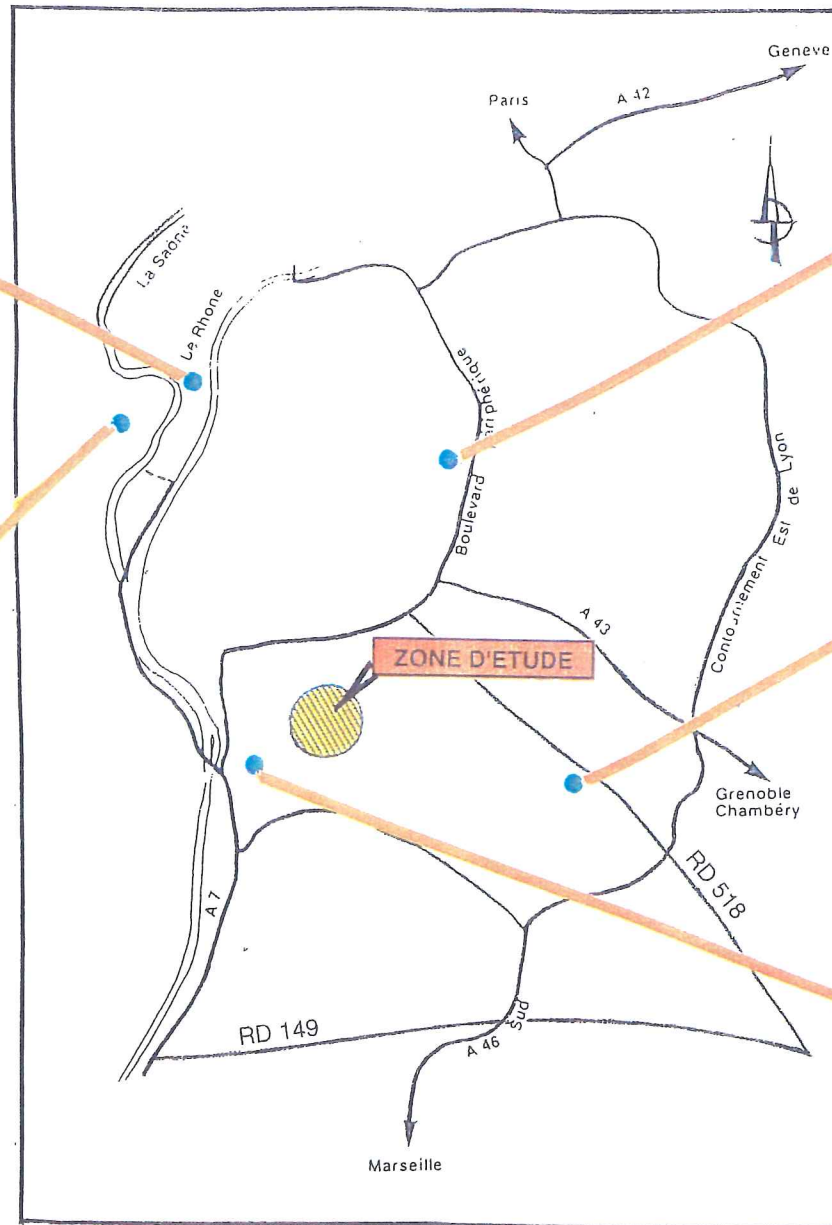 Geneve
Paris
A 42
La Saône
Le Rhone
Boulevard Périphérique
Contournement Est de Lyon
A 43
ZONE D'ETUDE
Grenoble
Chambéry
A 7
RD 518
RD 149
A 46 Sud
Marseille